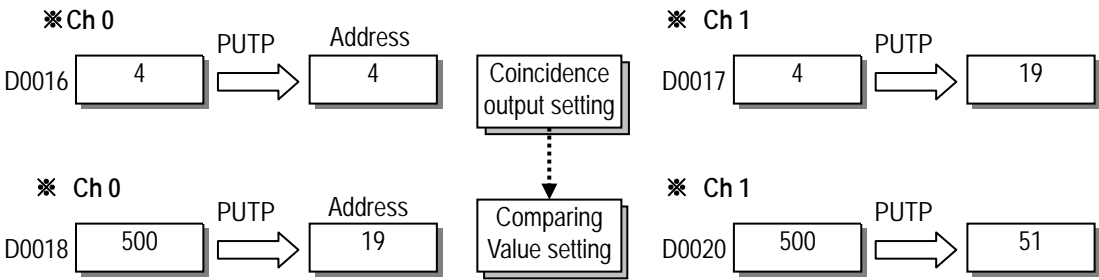 ※ Ch 0
PUTP
Address
D0016
4
4
Coincidence
output setting
※ Ch 1
PUTP
D0017
4
19
※ Ch 0
PUTP
Address
D0018
500
19
Comparing
Value setting
※ Ch 1
PUTP
D0020
500
51